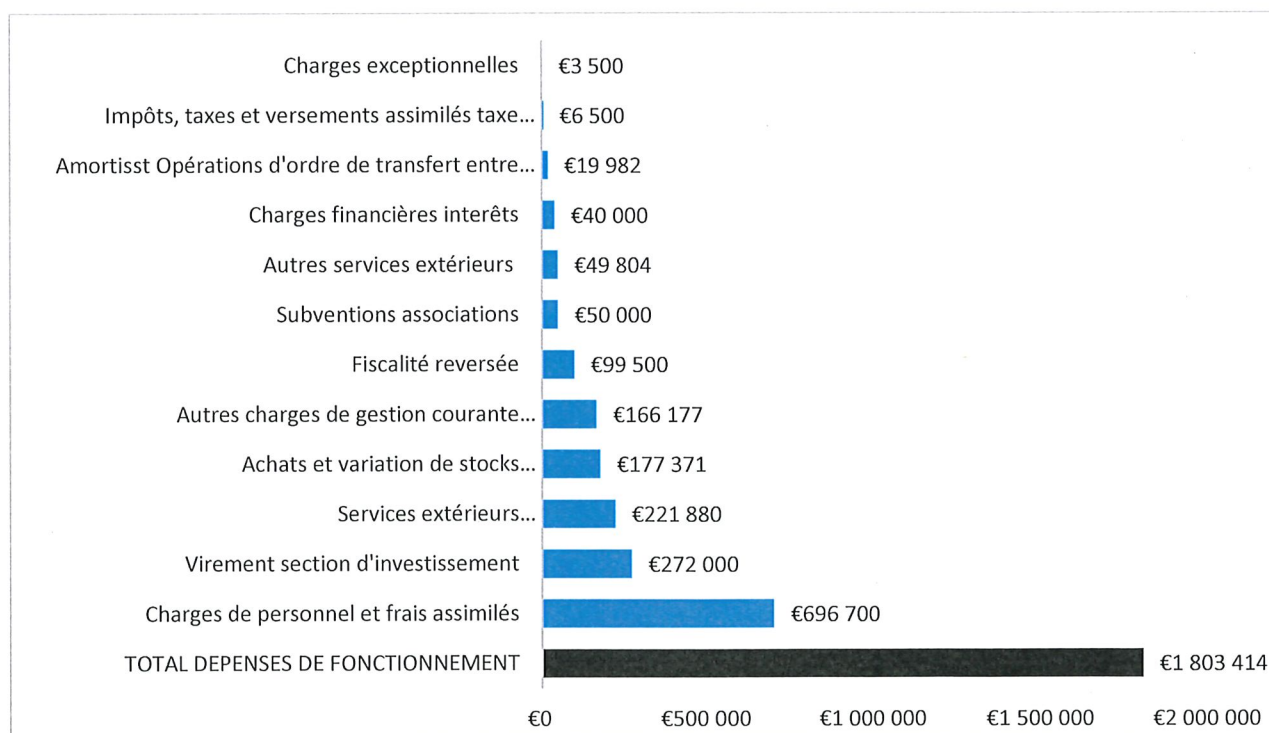 Charges exceptionnelles €3 500
Impôts, taxes et versements assimilés taxe... €6 500
Amortisst Opérations d'ordre de transfert entre... €19 982
Charges financières interêts €40 000
Autres services extérieurs €49 804
Subventions associations €50 000
Fiscalité reversée €99 500
Autres charges de gestion courante... €166 177
Achats et variation de stocks... €177 371
Services extérieurs... €221 880
Virement section d'investissement €272 000
Charges de personnel et frais assimilés €696 700
TOTAL DEPENSES DE FONCTIONNEMENT €1 803 414
€0 €500 000 €1 000 000 €1 500 000 €2 000 000